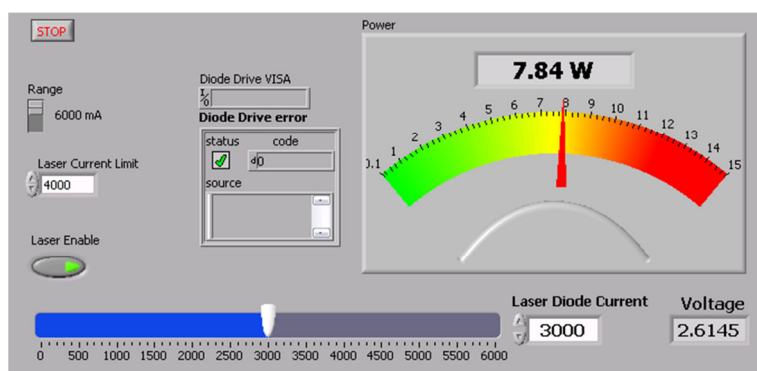 STOP
Power
7.84 W
Range
6000 mA
Diode Drive VISA
I/O
Diode Drive error
status code
d0
source
Laser Current Limit
4000
Laser Enable
0.1 1 2 3 4 5 6 7 8 9 10 11 12 13 14 15
Laser Diode Current
3000
Voltage
2.6145
0 500 1000 1500 2000 2500 3000 3500 4000 4500 5000 5500 6000